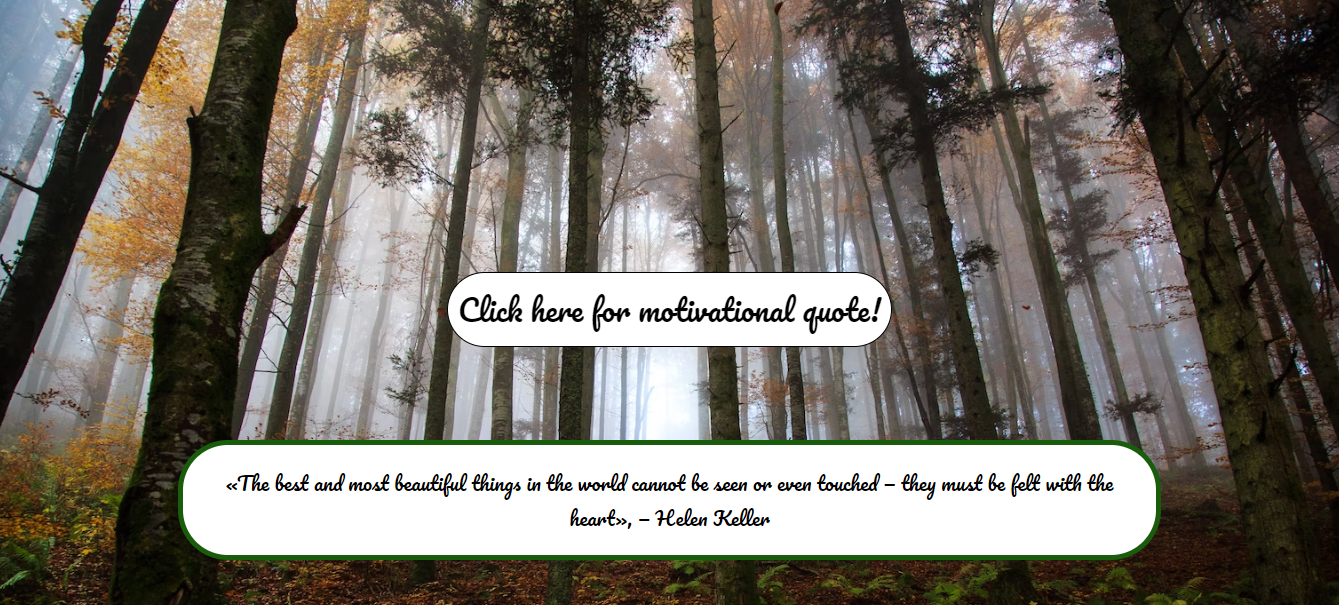 Click here for motivational quote!
«The best and most beautiful things in the world cannot be seen or even touched – they must be felt with the
heart», – Helen Keller